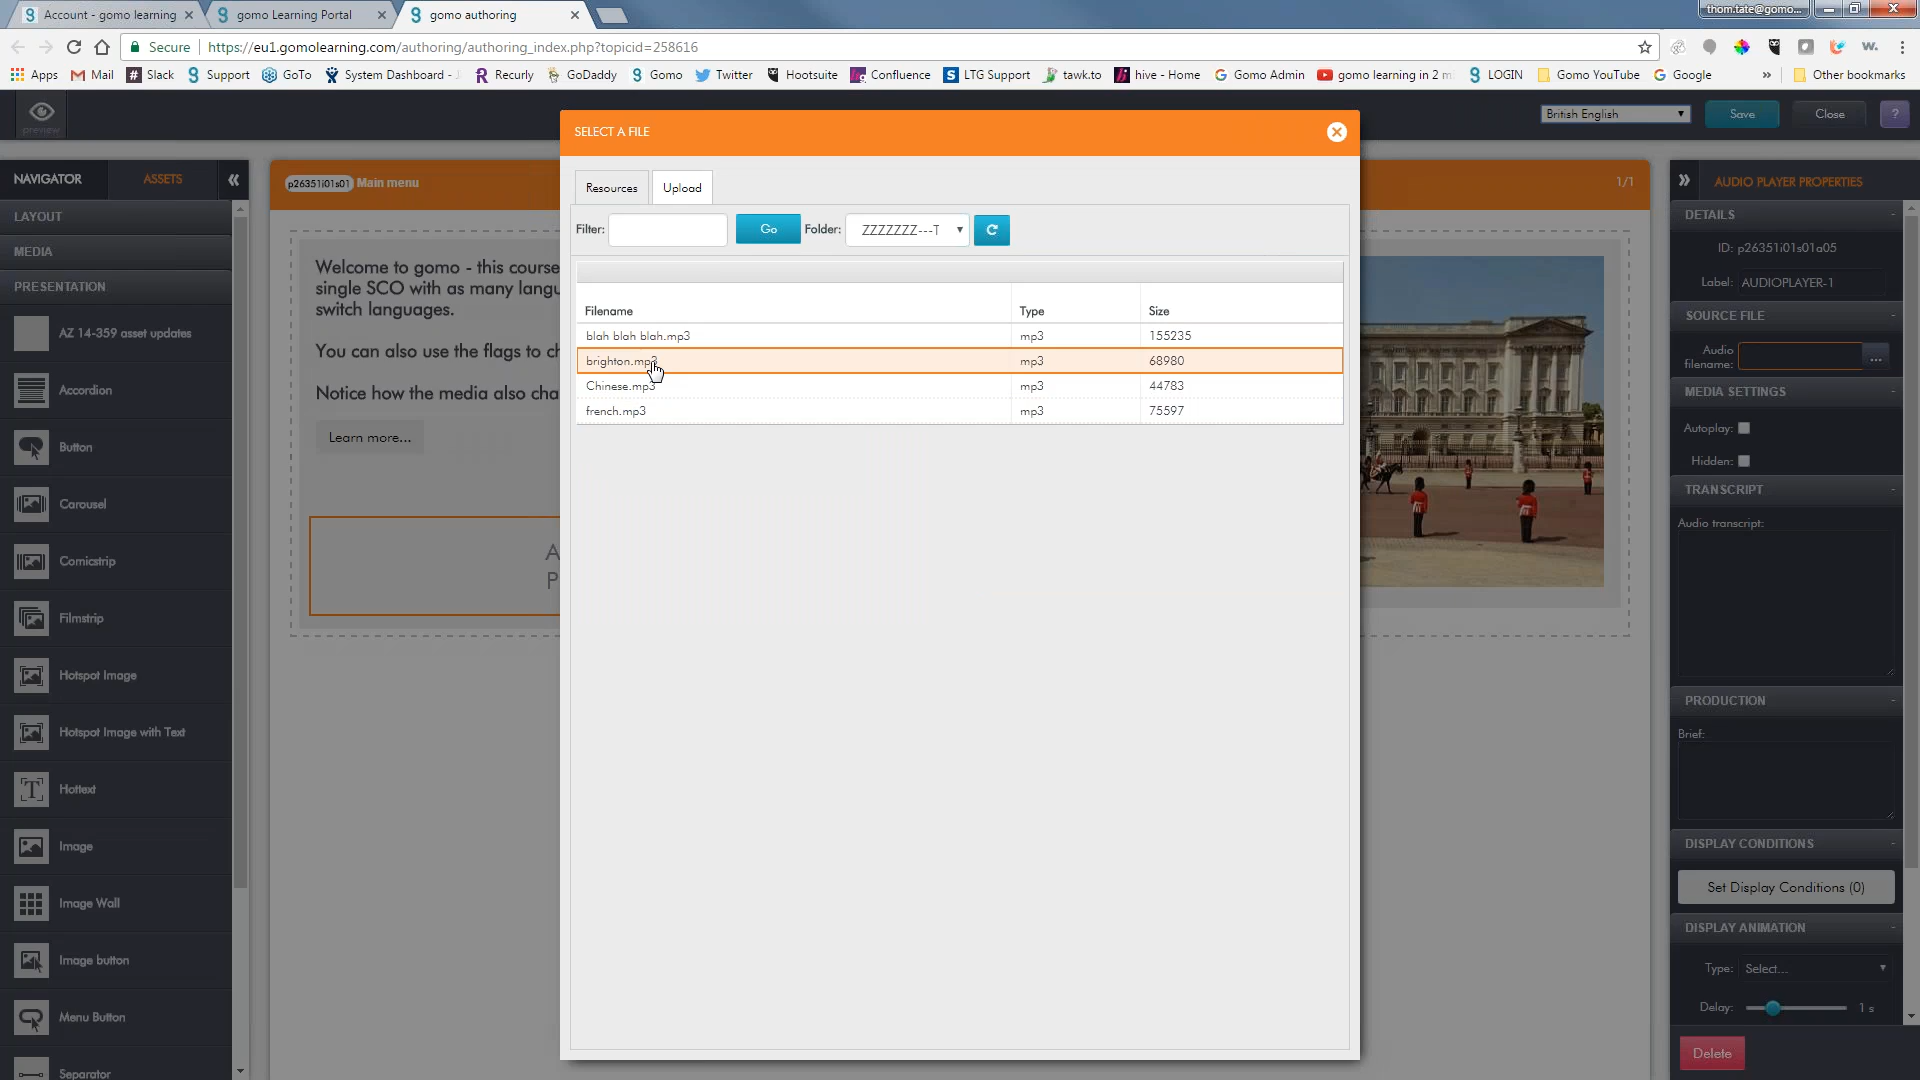 Account - gomo learning
gomo Learning Portal
gomo authoring
thom.tate@gomo...
Secure
https://eu1.gomolearning.com/authoring/authoring_index.php?topicid=258616
Apps
Mail
Slack
Support
GoTo
System Dashboard -
Recurly
GoDaddy
Gomo
Twitter
Hootsuite
Confluence
LTG Support
tawk.to
hive - Home
Gomo Admin
gomo learning in 2 m
LOGIN
Gomo YouTube
Google
»
Other bookmarks
preview
British English
Save
Close
?
NAVIGATOR
ASSETS
LAYOUT
MEDIA
PRESENTATION
AZ 14-359 asset updates
Accordion
Button
Carousel
Comicstrip
Filmstrip
Hotspot Image
Hotspot Image with Text
Hottext
Image
Image Wall
Image button
Menu Button
Separator
p26351i01s01 Main menu
1/1
Welcome to gomo - this course
single SCO with as many langu
switch languages.
You can also use the flags to ch
Notice how the media also cha
Learn more...
A
P
SELECT A FILE
Resources
Upload
Filter:
Go
Folder:
ZZZZZZZ---T
Filename Type Size
blah blah blah.mp3 mp3 155235
brighton.mp3 mp3 68980
Chinese.mp3 mp3 44783
french.mp3 mp3 75597
AUDIO PLAYER PROPERTIES
DETAILS
ID: p26351i01s01a05
Label: AUDIOPLAYER-1
SOURCE FILE
Audio
filename:
...
MEDIA SETTINGS
Autoplay:
Hidden:
TRANSCRIPT
Audio transcript:
PRODUCTION
Brief:
DISPLAY CONDITIONS
Set Display Conditions (0)
DISPLAY ANIMATION
Type: Select...
Delay: 1 s
Delete